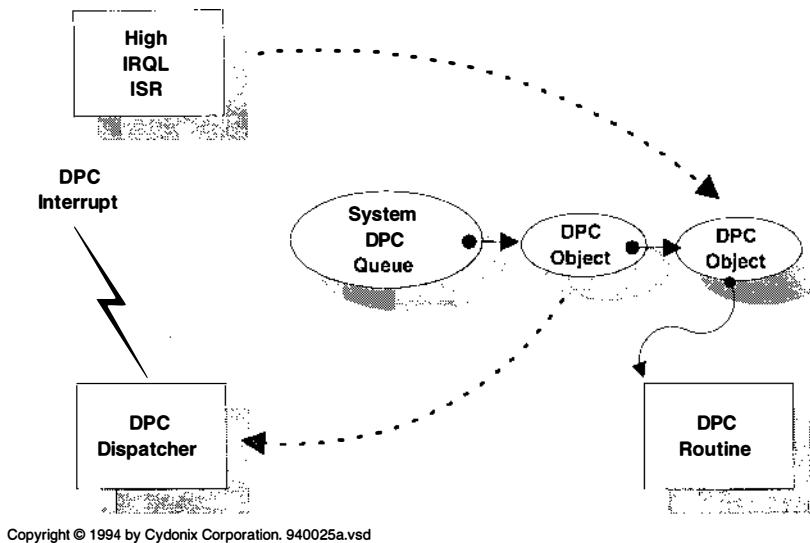 High
IRQL
ISR
DPC
Interrupt
System
DPC
Queue
DPC
Object
DPC
Object
DPC
Dispatcher
DPC
Routine
Copyright © 1994 by Cydonix Corporation. 940025a.vsd